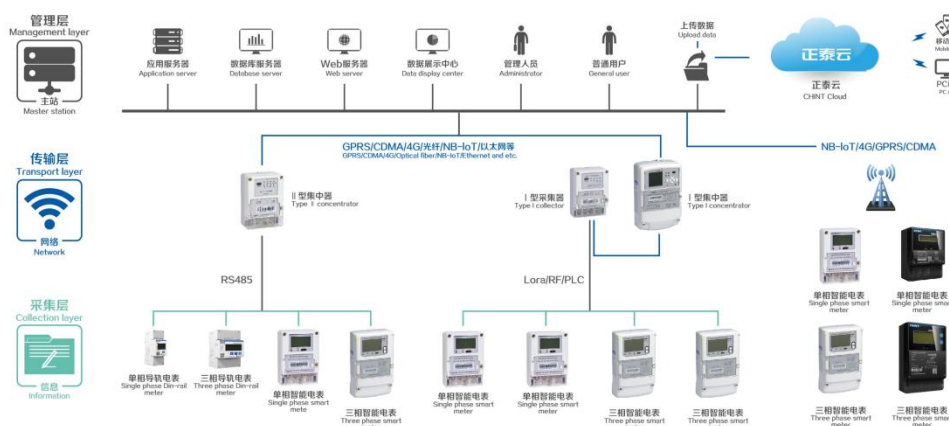 管理层
Management layer
主站
Master station
应用服务器
Application server
数据库服务器
Database server
Web服务器
Web server
数据展示中心
Data display center
管理人员
Administrator
普通用户
General user
上传数据
Upload data
正泰云
正泰云
CHINT Cloud
传输层
Transport layer
网络
Network
GPRS/CDMA/4G/光纤/NB-IoT/以太网等
GPRS/CDMA/4G/Optical fiber/NB-IoT/Ethernet and etc.
NB-IoT/4G/GPRS/CDMA
II型集中器
Type II concentrator
I型采集器
Type I collector
I型集中器
Type I concentrator
RS485
Lora/RF/PLC
采集层
Collection layer
信息
Information
单相导轨电表
Single phase Din-rail
meter
三相导轨电表
Three phase Din-rail
meter
单相智能电表
Single phase smart
mete
三相智能电表
Three phase smart
单相智能电表
Single phase smart
meter
单相智能电表
Single phase smart
meter
三相智能电表
Three phase smart
meter
三相智能电表
Three phase smart
meter
单相智能电表
Single phase smart
meter
单相智能电表
Single phase smart
meter
三相智能电表
Three phase smart
meter
三相智能电表
Three phase smart
meter